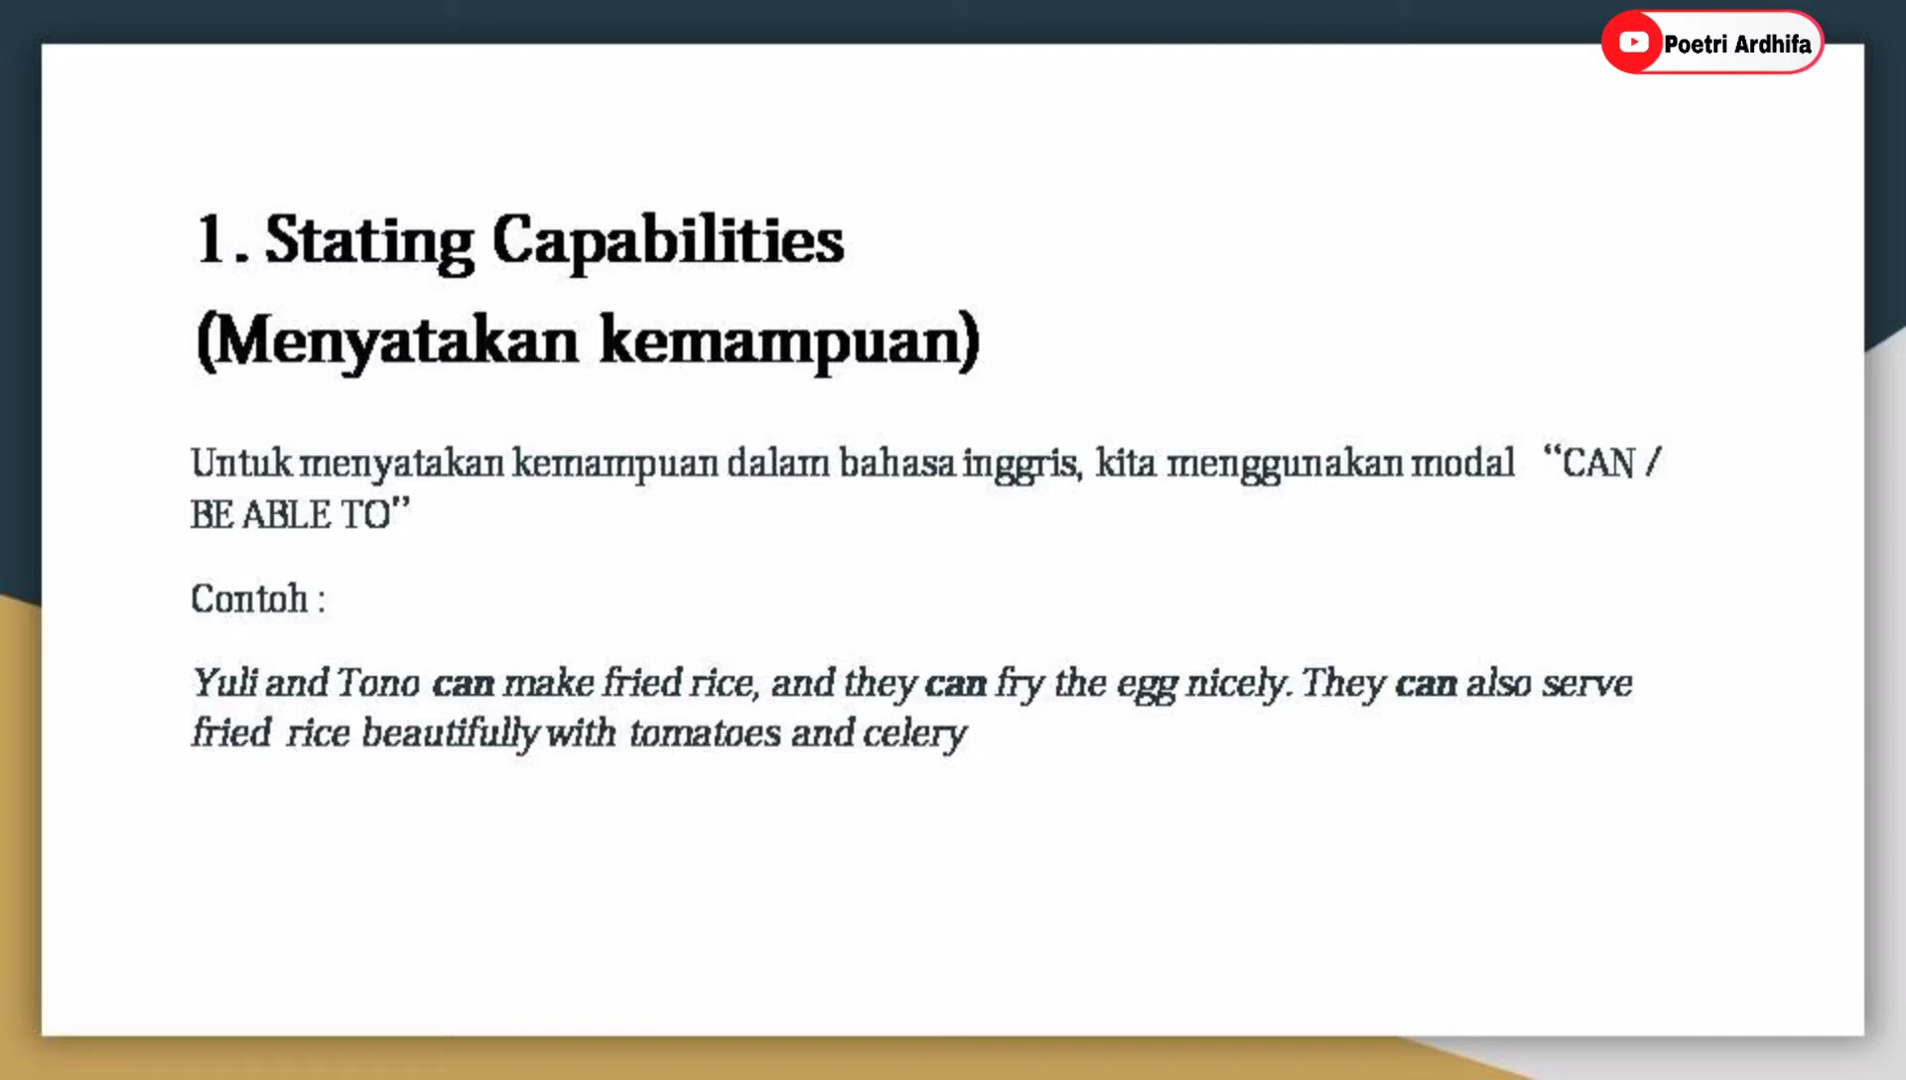 Poetri Ardhifa
1. Stating Capabilities
(Menyatakan kemampuan)
Untuk menyatakan kemampuan dalam bahasa inggris, kita menggunakan modal “CAN /
BE ABLE TO”
Contoh :
Yuli and Tono can make fried rice, and they can fry the egg nicely. They can also serve
fried rice beautifully with tomatoes and celery